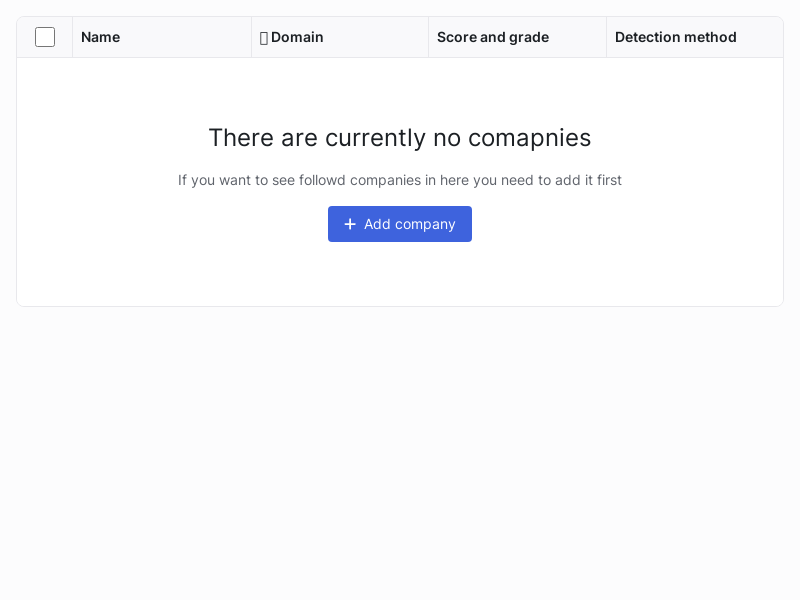 Name Domain Score and grade Detection method
There are currently no comapnies
If you want to see followd companies in here you need to add it first
Add company